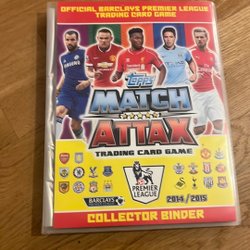 OFFICIAL BARCLAYS PREMIER LEAGUE
TRADING CARD GAME
Topps
MATCH
ATTAX
TRADING CARD GAME
BARCLAYS
PREMIER
LEAGUE
2014/2015
COLLECTOR BINDER